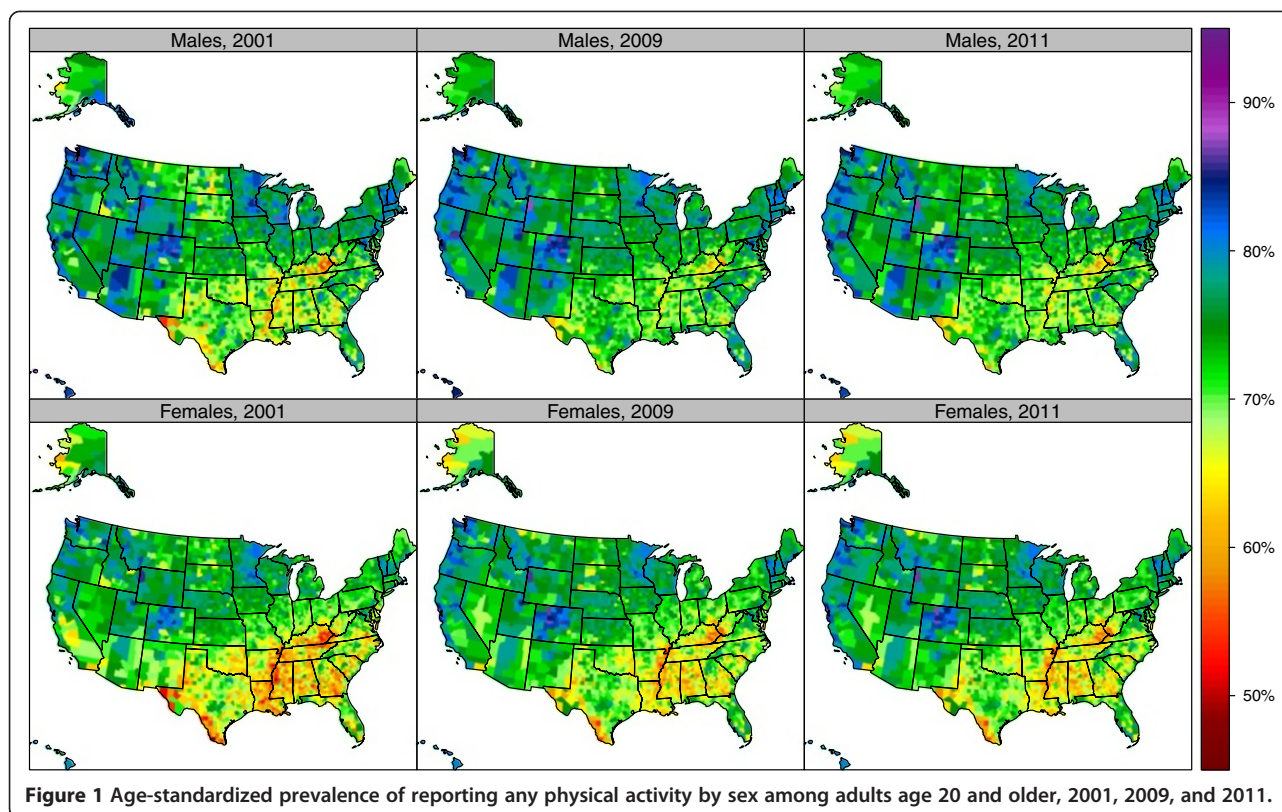 Males, 2001
Males, 2009
Males, 2011
90%
80%
70%
Females, 2001
Females, 2009
Females, 2011
60%
50%
Figure 1 Age-standardized prevalence of reporting any physical activity by sex among adults age 20 and older, 2001, 2009, and 2011.